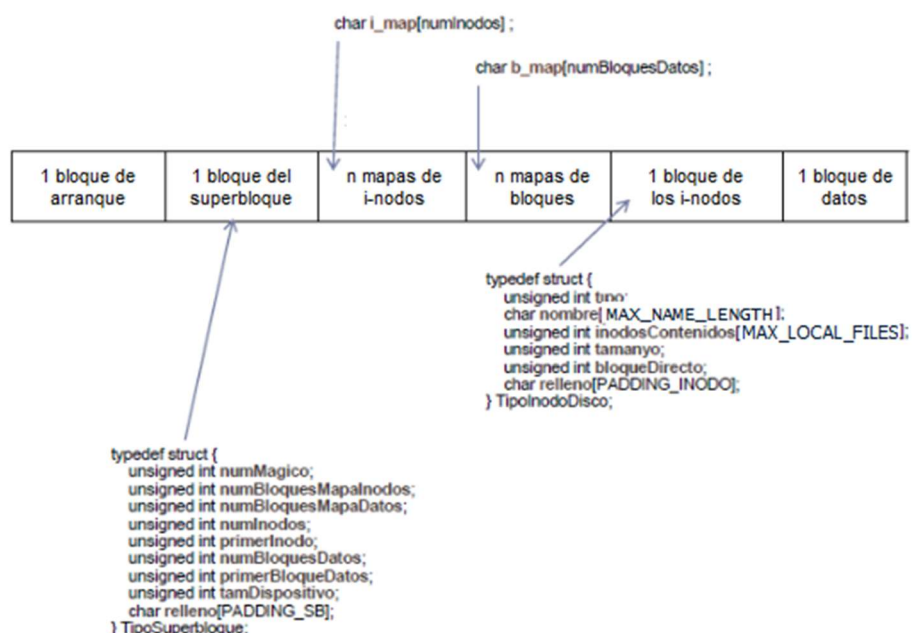 char i_map[numInodos] ;
char b_map[numBloquesDatos] ;
1 bloque de
arranque
1 bloque del
superbloque
n mapas de
i-nodos
n mapas de
bloques
1 bloque de
los i-nodos
1 bloque de
datos
typedef struct {
unsigned int tipo;
char nombre[MAX_NAME_LENGTH];
unsigned int inodosContenidos[MAX_LOCAL_FILES];
unsigned int tamanyo;
unsigned int bloqueDirecto;
char relleno[PADDING_INODO];
} TipoInodoDisco;
typedef struct {
unsigned int numMagico;
unsigned int numBloquesMapaInodos;
unsigned int numBloquesMapaDatos;
unsigned int numInodos;
unsigned int primerInodo;
unsigned int numBloquesDatos;
unsigned int primerBloqueDatos;
unsigned int tamDispositivo;
char relleno[PADDING_SB];
} TipoSuperbloque;